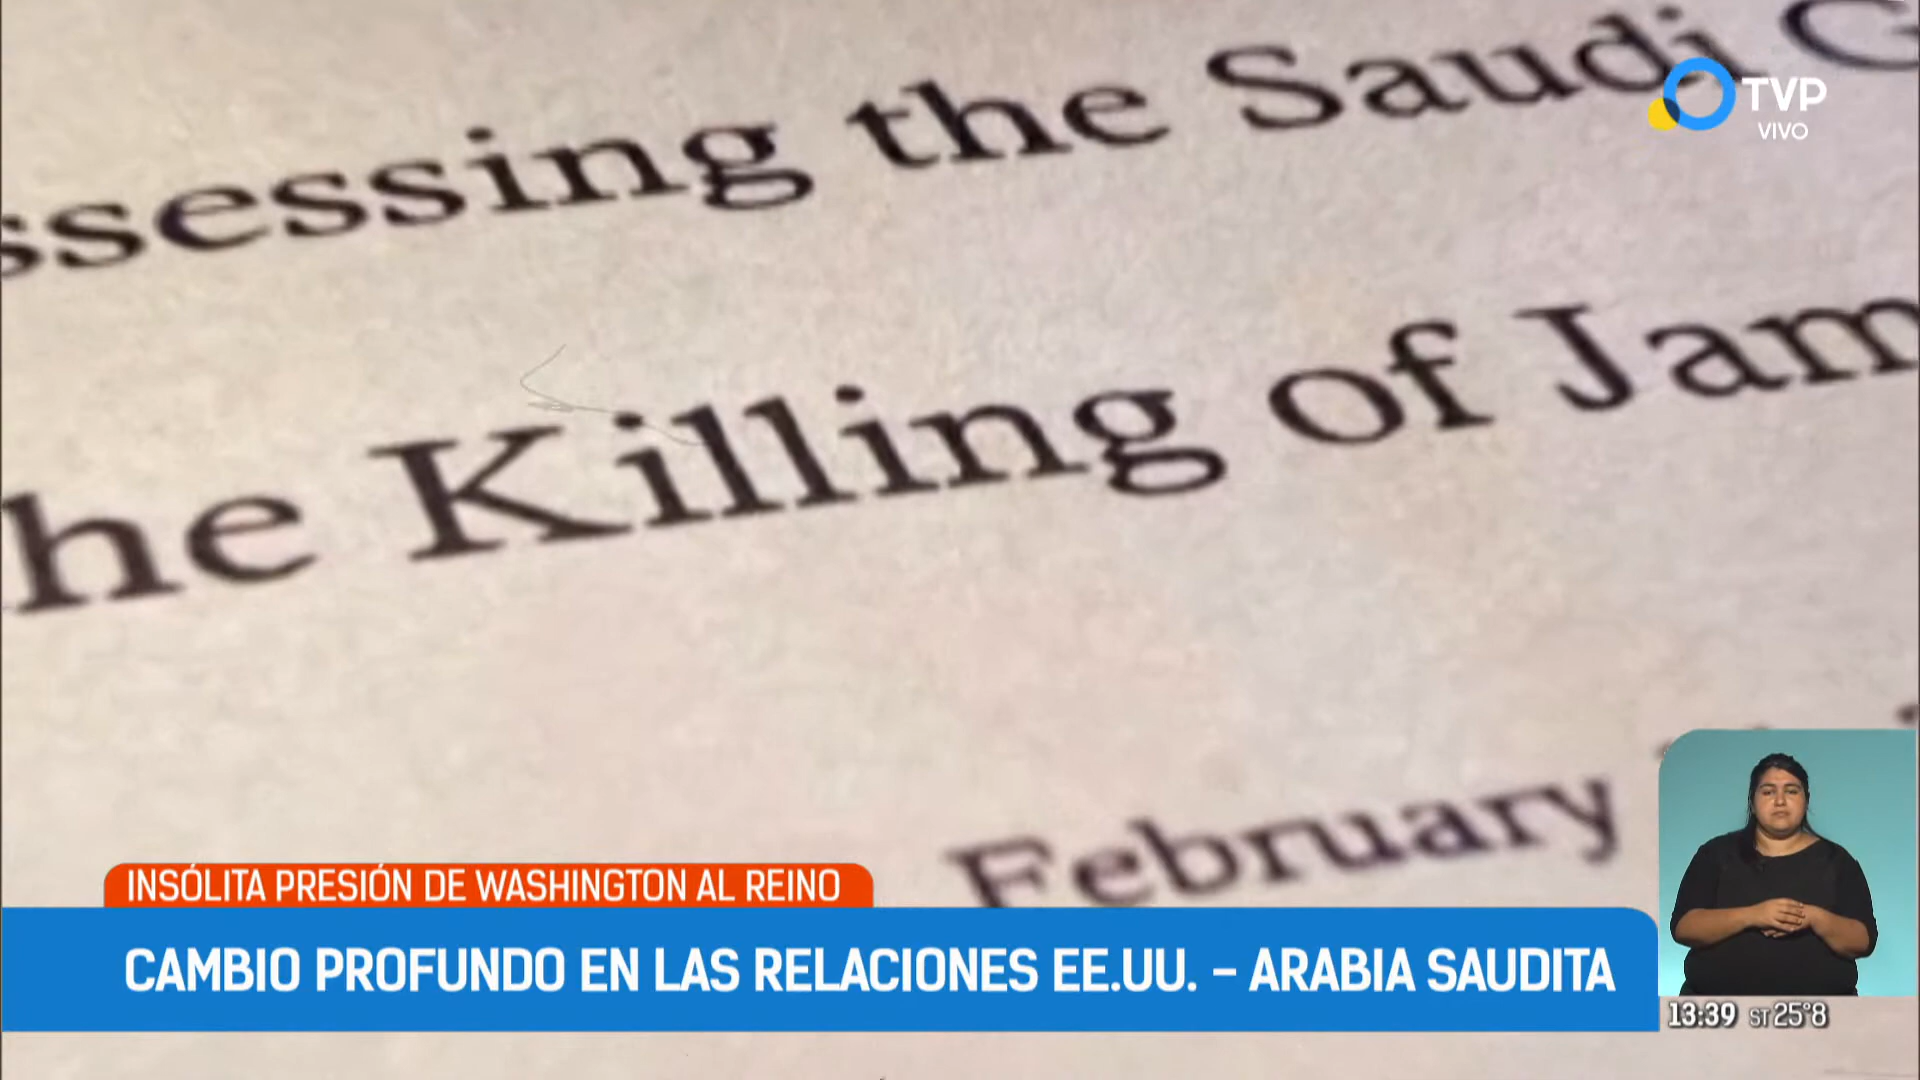 ssessing the Saudi G
TVP
VIVO
he Killing of Jam
February
INSÓLITA PRESIÓN DE WASHINGTON AL REINO
CAMBIO PROFUNDO EN LAS RELACIONES EE.UU. – ARABIA SAUDITA
13:39 ST 25°8